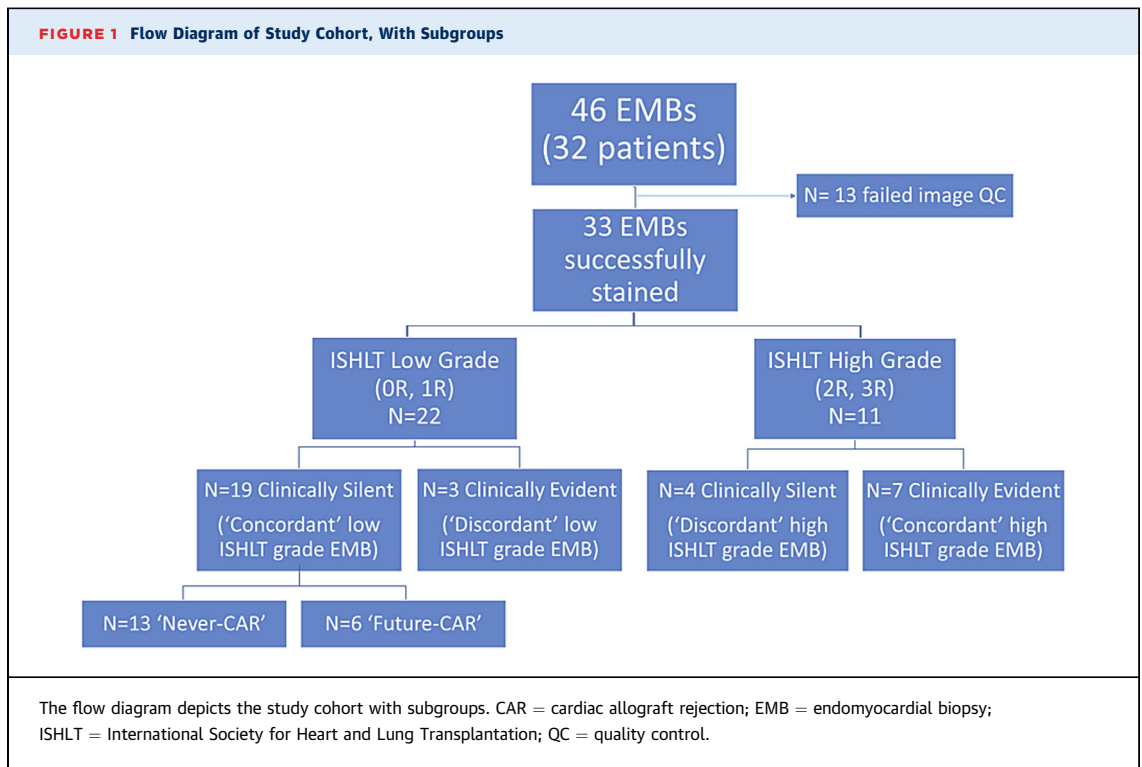 FIGURE 1 Flow Diagram of Study Cohort, With Subgroups
46 EMBs
(32 patients)
N= 13 failed image QC
33 EMBs
successfully
stained
ISHLT Low Grade
(0R, 1R)
N=22
ISHLT High Grade
(2R, 3R)
N=11
N=19 Clinically Silent
('Concordant' low
ISHLT grade EMB)
N=3 Clinically Evident
('Discordant' low
ISHLT grade EMB)
N=4 Clinically Silent
('Discordant' high
ISHLT grade EMB)
N=7 Clinically Evident
('Concordant' high
ISHLT grade EMB)
N=13 'Never-CAR'
N=6 'Future-CAR'
The flow diagram depicts the study cohort with subgroups. CAR = cardiac allograft rejection; EMB = endomyocardial biopsy;
ISHLT = International Society for Heart and Lung Transplantation; QC = quality control.